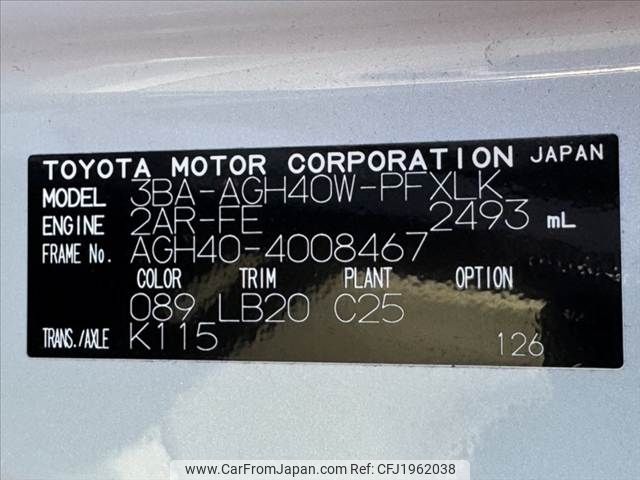 TOYOTA MOTOR CORPORATION JAPAN
MODEL 3BA-AGH40W-PFXLK
ENGINE 2AR-FE 2493 mL
FRAME No. AGH40-4008467
COLOR TRIM PLANT OPTION
089 LB20 C25
TRANS./AXLE K115
126
www.CarFromJapan.com | CarFromJapan - CFJ1962038